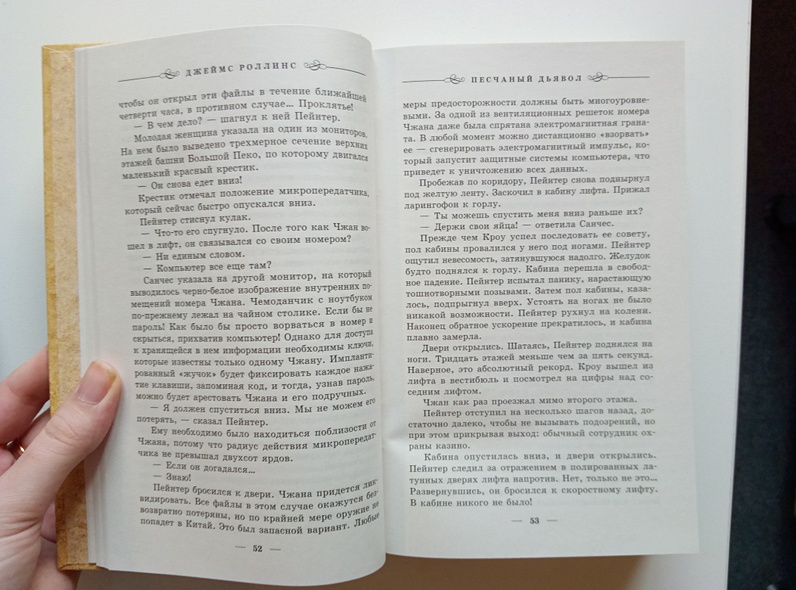 ДЖЕЙМС РОЛЛИНС
чтобы он открыл эти файлы в течение ближайшей
четверти часа, в противном случае... Проклятье!
— В чем дело? — шагнул к ней Пейнтер.
Молодая женщина указала на один из мониторов.
На нем было выведено трехмерное сечение верхних
этажей башни Большой Пеко, по которому двигался
маленький красный крестик.
— Он снова едет вниз!
Крестик отмечал положение микропередатчика,
который сейчас быстро опускался вниз.
Пейнтер стиснул кулак.
— Что-то его спугнуло. После того как Чжан во-
шел в лифт, он связывался со своим номером?
— Ни единым словом.
— Компьютер все еще там?
Санчес указала на другой монитор, на который
выводилось черно-белое изображение внутренних по-
мещений номера Чжана. Чемоданчик с ноутбуком
по-прежнему лежал на чайном столике. Если бы не
пароль! Как было бы просто ворваться в номер и
скрыться, прихватив компьютер! Однако для доступа
к хранящейся в нем информации необходимы ключи,
которые известны только одному Чжану. Импланти-
рованный «жучок» будет фиксировать каждое нажа-
тие клавиши, запоминая код, и тогда, узнав пароль,
можно будет арестовать Чжана и его подручных.
— Я должен спуститься вниз. Мы не можем его
потерять, — сказал Пейнтер.
Ему необходимо было находиться поблизости от
Чжана, потому что радиус действия микропередат-
чика не превышал двухсот ярдов.
— Если он догадался...
— Знаю!
Пейнтер бросился к двери. Чжана придется лик-
видировать. Все файлы в этом случае окажутся без-
возвратно потеряны, но по крайней мере оружие не
попадет в Китай. Это был запасной вариант. Любые
— 52 —
ПЕСЧАНЫЙ ДЬЯВОЛ
меры предосторожности должны быть многоуровне-
выми. За одной из вентиляционных решеток номера
Чжана даже была спрятана электромагнитная грана-
та. В любой момент можно дистанционно «взорвать»
ее — сгенерировать электромагнитный импульс, ко-
торый запустит защитные системы компьютера, что
приведет к уничтожению всех данных.
Пробежав по коридору, Пейнтер снова поднырнул
под желтую ленту. Заскочил в кабину лифта. Прижал
ларингофон к горлу.
— Ты можешь спустить меня вниз раньше их?
— Держи свои яйца! — ответила Санчес.
Прежде чем Кроу успел последовать ее совету,
пол кабины провалился у него под ногами. Пейнтер
ощутил невесомость, затянувшуюся надолго. Желудок
будто поднялся к горлу. Кабина перешла в свобод-
ное падение. Пейнтер испытал панику, нарастающую
тошнотворными позывами. Затем пол кабины, каза-
лось, подпрыгнул вверх. Устоять на ногах не было
никакой возможности. Пейнтер рухнул на колени.
Наконец обратное ускорение прекратилось, и кабина
плавно замерла.
Двери открылись. Шатаясь, Пейнтер поднялся на
ноги. Тридцать этажей меньше чем за пять секунд.
Наверное, это абсолютный рекорд. Кроу вышел из
лифта в вестибюль и посмотрел на цифры над со-
седним лифтом.
Чжан как раз проезжал мимо второго этажа.
Пейнтер отступил на несколько шагов назад, до-
статочно далеко, чтобы не вызывать подозрений, но
при этом прикрывая выход: обычный сотрудник ох-
раны казино.
Кабина опустилась вниз, и двери открылись.
Пейнтер следил за отражением в полированных ла-
тунных дверях лифта напротив. Нет, только не это...
Развернувшись, он бросился к скоростному лифту.
В кабине никого не было!
— 53 —